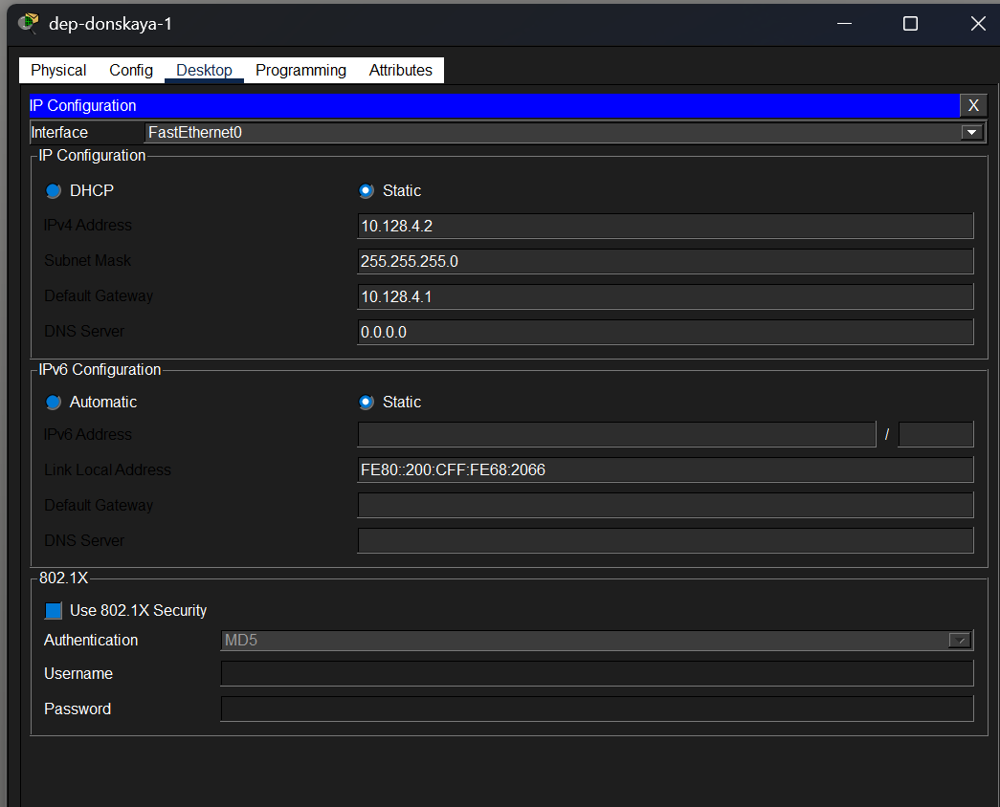 dep-donskaya-1
Physical Config Desktop Programming Attributes
IP Configuration X
Interface FastEthernet0
IP Configuration
DHCP Static
IPv4 Address 10.128.4.2
Subnet Mask 255.255.255.0
Default Gateway 10.128.4.1
DNS Server 0.0.0.0
IPv6 Configuration
Automatic Static
IPv6 Address /
Link Local Address FE80::200:CFF:FE68:2066
Default Gateway
DNS Server
802.1X
Use 802.1X Security
Authentication MD5
Username
Password